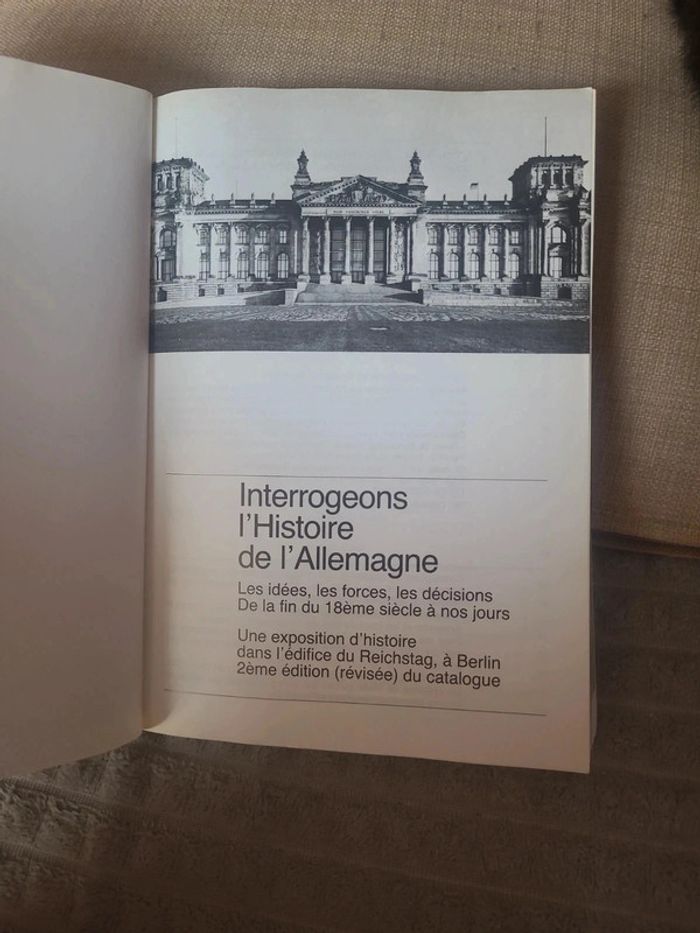 Interrogeons
l'Histoire
de l'Allemagne
Les idées, les forces, les décisions
De la fin du 18ème siècle à nos jours
Une exposition d'histoire
dans l'édifice du Reichstag, à Berlin
2ème édition (révisée) du catalogue